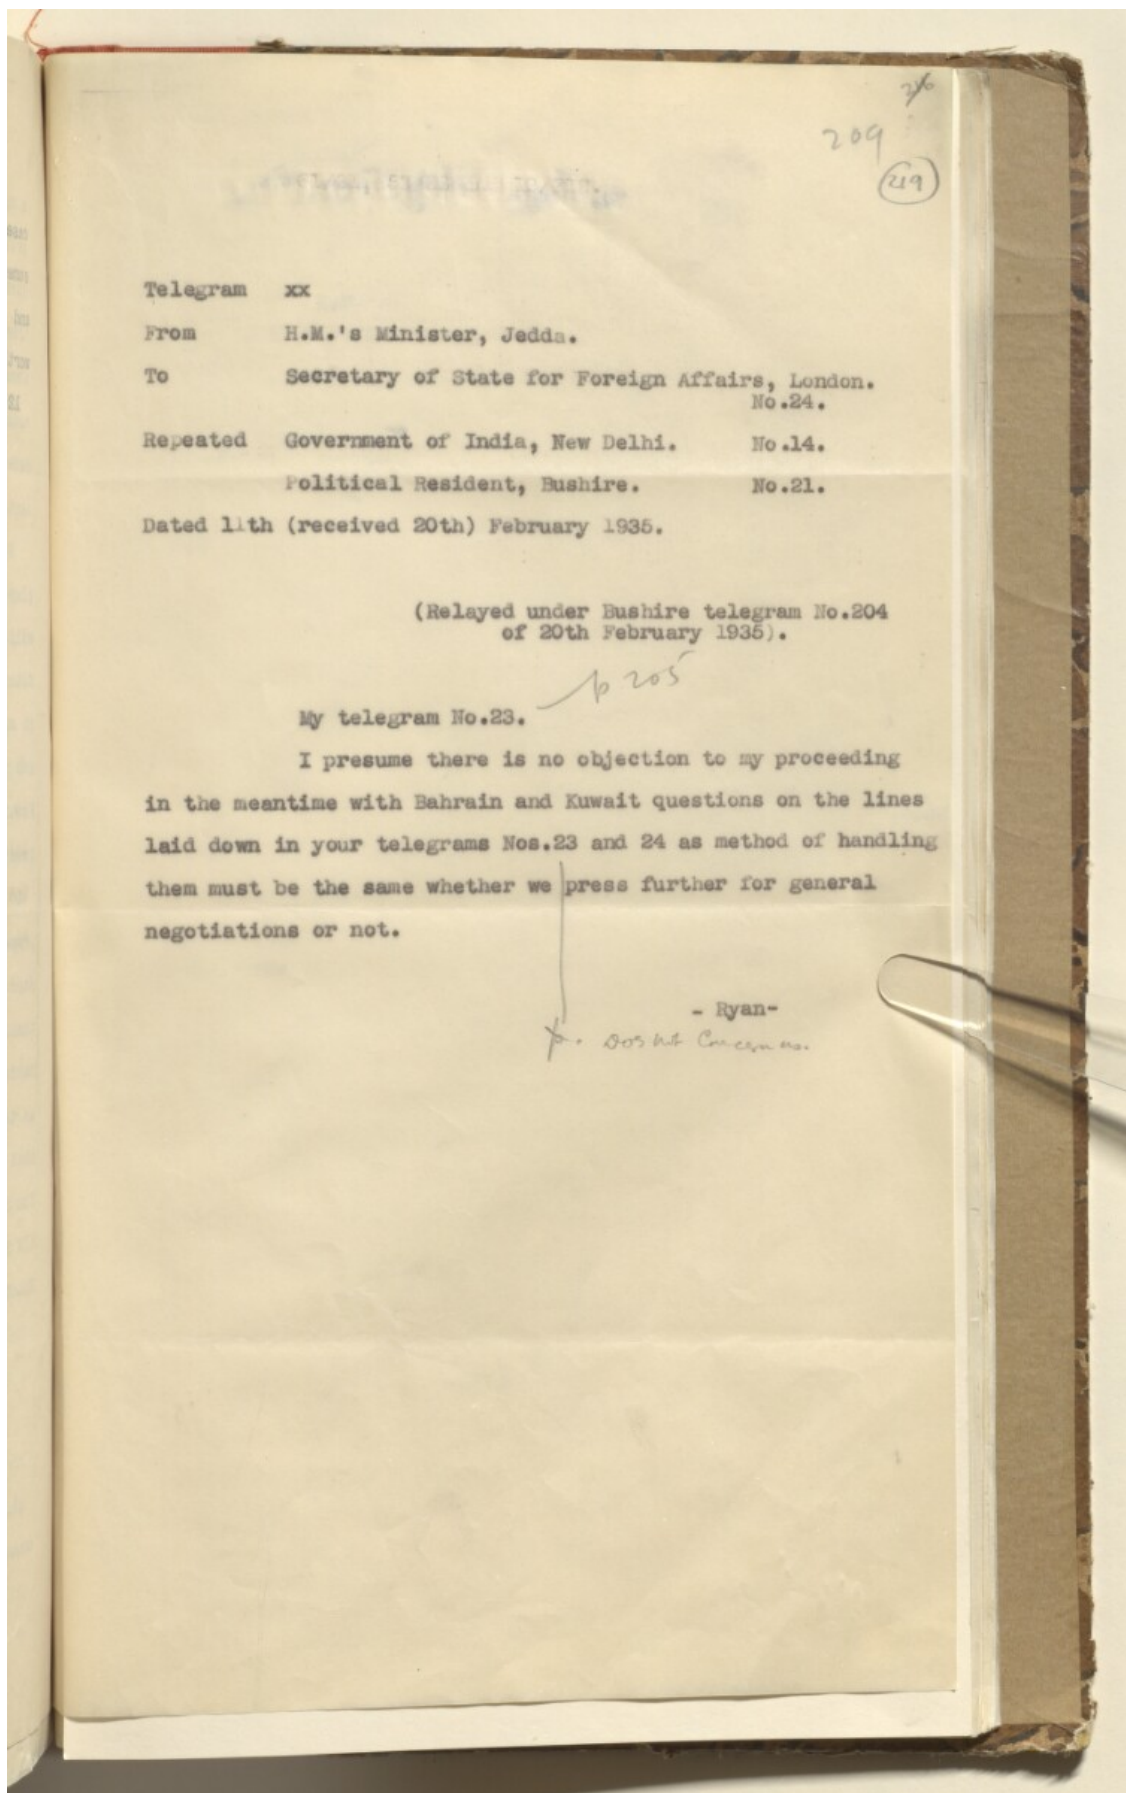 209
219
Telegram xx
From H.M.'s Minister, Jedda.
To Secretary of State for Foreign Affairs, London.
No.24.
Repeated Government of India, New Delhi. No.14.
Political Resident, Bushire. No.21.
Dated 11th (received 20th) February 1935.
(Relayed under Bushire telegram No.204
of 20th February 1935).
p 205
My telegram No.23.
I presume there is no objection to my proceeding
in the meantime with Bahrain and Kuwait questions on the lines
laid down in your telegrams Nos.23 and 24 as method of handling
them must be the same whether we press further for general
negotiations or not.
- Ryan-
Does not Concern us.